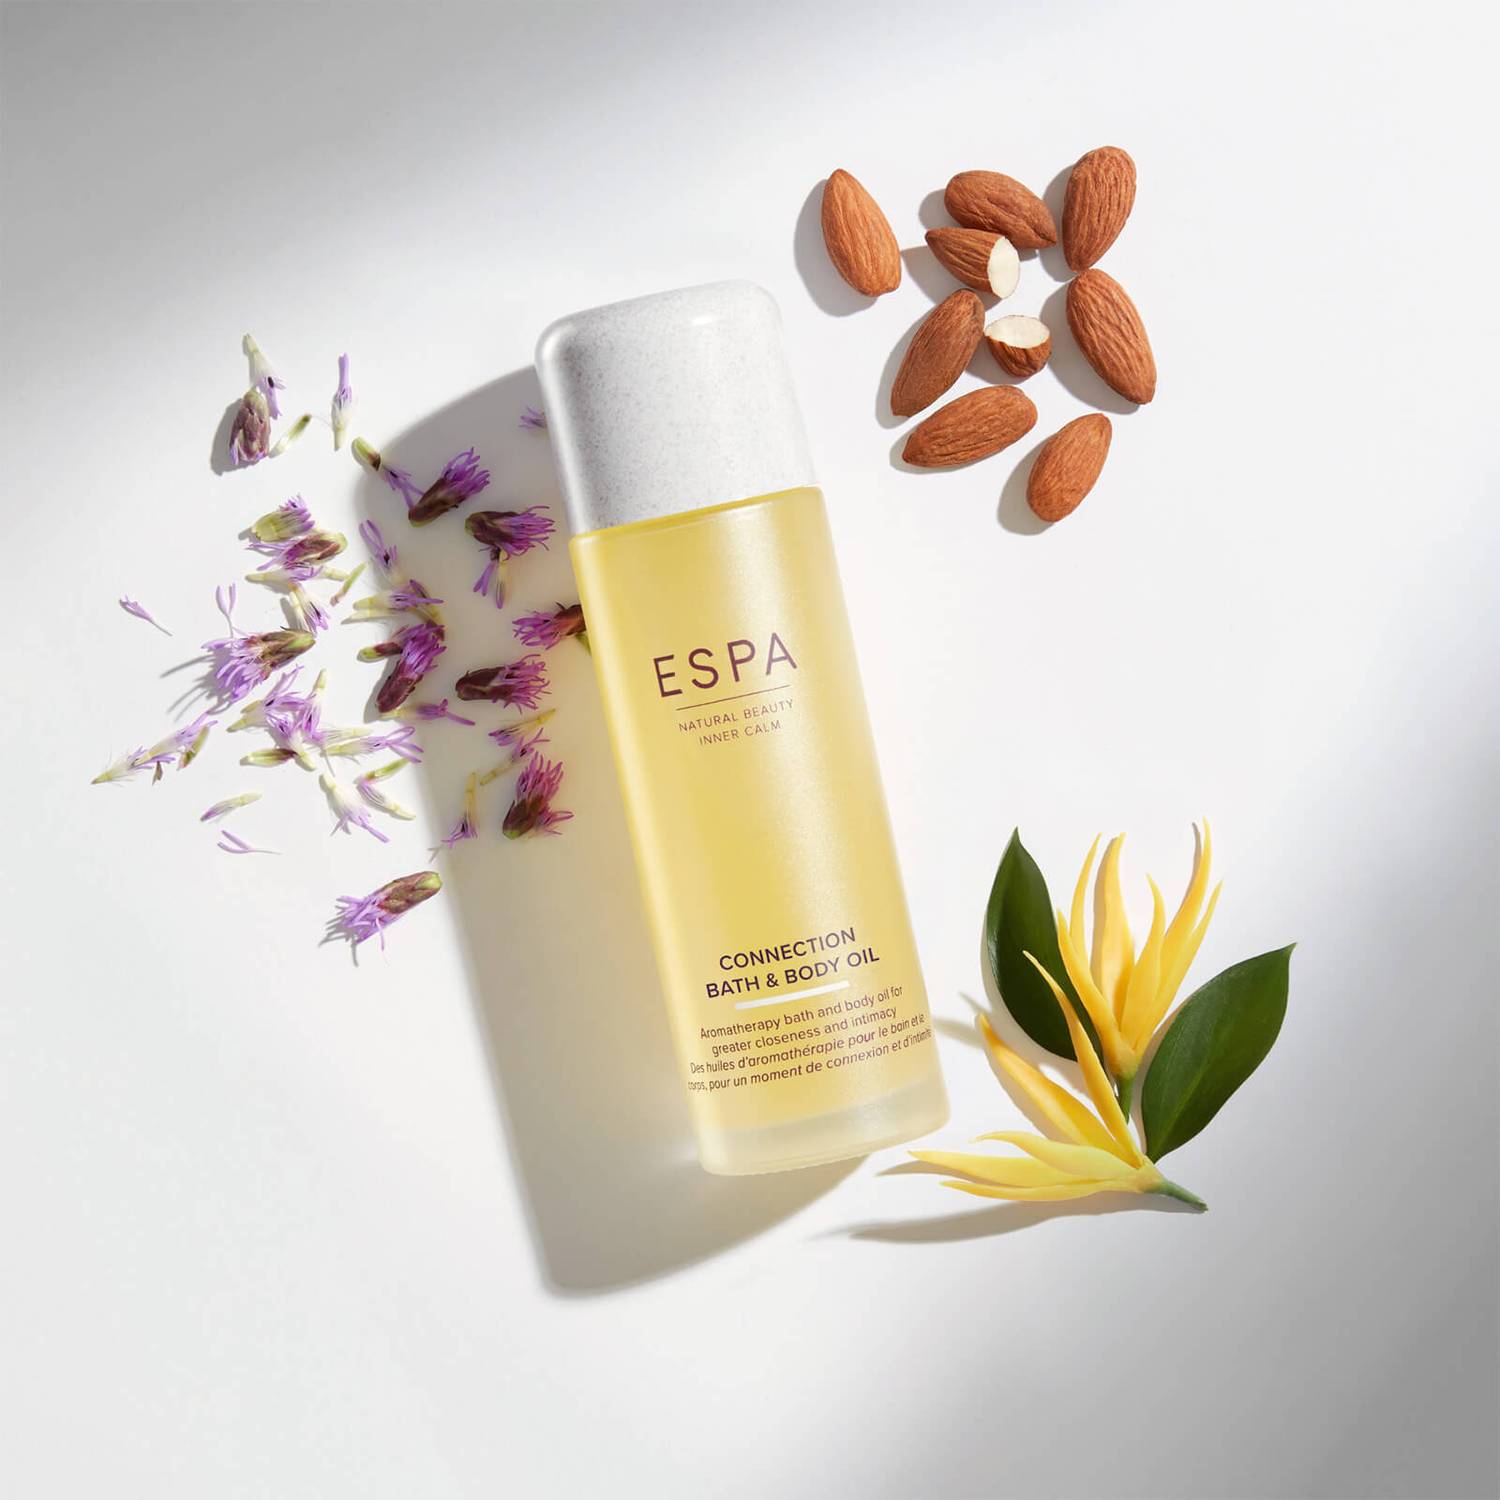 ESPA
NATURAL BEAUTY
INNER CALM
CONNECTION
BATH & BODY OIL
Aromatherapy bath and body oil for
greater closeness and intimacy
Des huiles d'aromathérapie pour le bain et le
corps, pour un moment de connexion et d'intimité